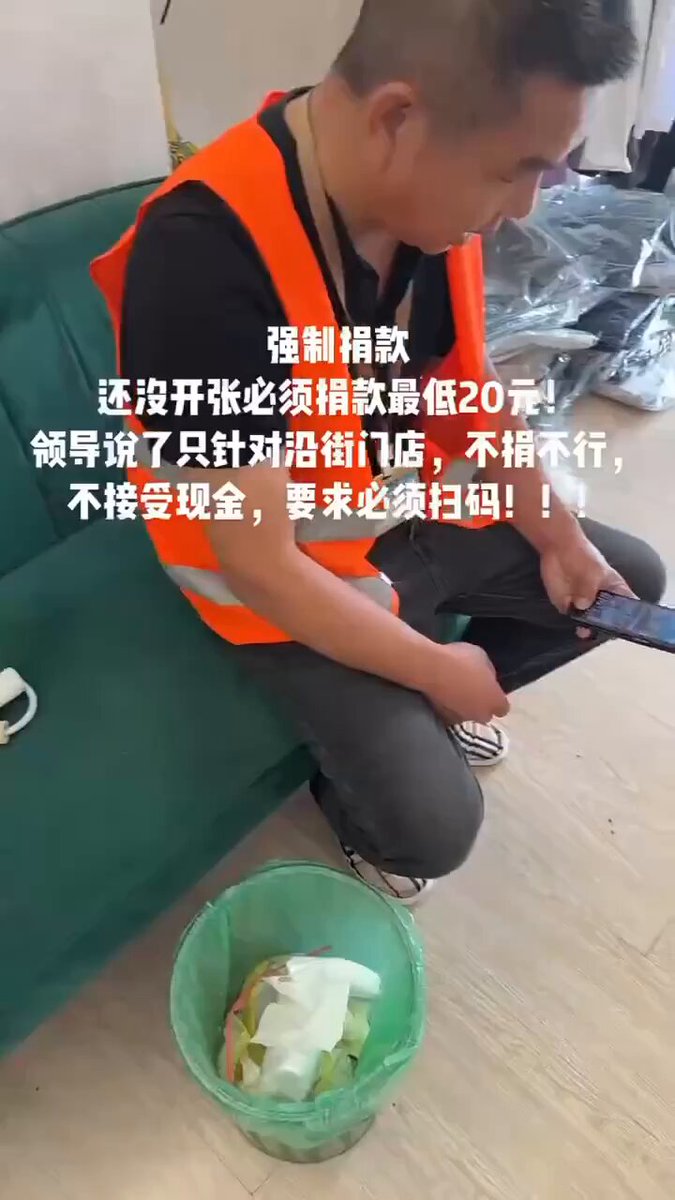 强制捐款
还没开张必须捐款最低20元！
领导说了只针对沿街门店，不捐不行，
不接受现金，要求必须扫码！！！